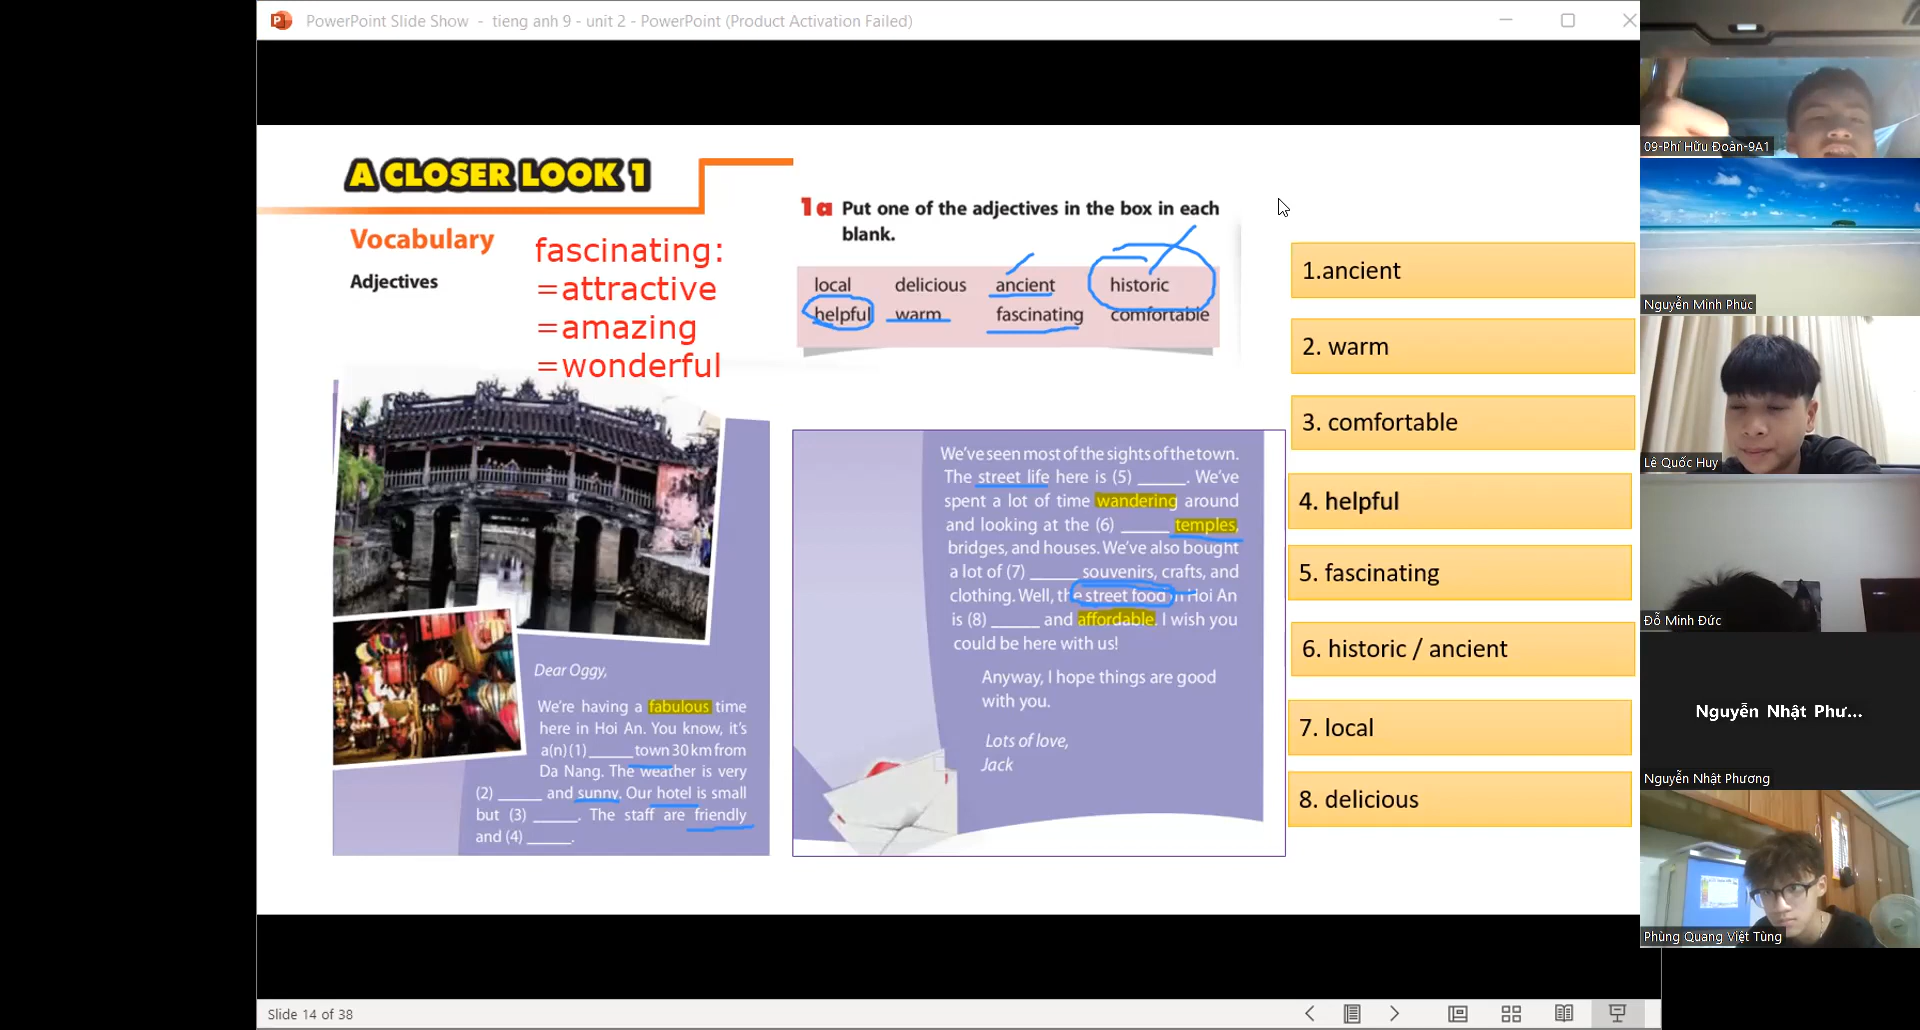 PowerPoint Slide Show - tieng anh 9 - unit 2 - PowerPoint (Product Activation Failed)
A CLOSER LOOK 1
Vocabulary
Adjectives
fascinating:
=attractive
=amazing
=wonderful
1a Put one of the adjectives in the box in each
blank.
local delicious ancient historic
helpful warm fascinating comfortable
Dear Oggy,
We're having a fabulous time
here in Hoi An. You know, it's
a(n) (1) ______ town 30 km from
Da Nang. The weather is very
(2) ______ and sunny. Our hotel is small
but (3) ______. The staff are friendly
and (4) ______.
We've seen most of the sights of the town.
The street life here is (5) ______. We've
spent a lot of time wandering around
and looking at the (6) ______ temples,
bridges, and houses. We've also bought
a lot of (7) ______ souvenirs, crafts, and
clothing. Well, the street food in Hoi An
is (8) ______ and affordable. I wish you
could be here with us!
Anyway, I hope things are good
with you.
Lots of love,
Jack
1.ancient
2. warm
3. comfortable
4. helpful
5. fascinating
6. historic / ancient
7. local
8. delicious
09-Phí Hữu Đoàn-9A1
Nguyễn Minh Phúc
Lê Quốc Huy
Đỗ Minh Đức
Nguyễn Nhật Phư...
Nguyễn Nhật Phương
Phùng Quang Việt Tùng
Slide 14 of 38